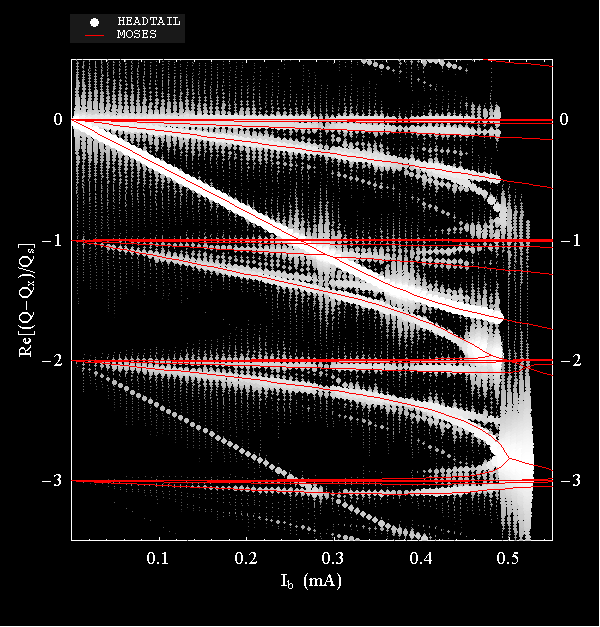 HEADTAIL
MOSES
0
0
−1
−1
−2
−2
−3
−3
Re[(Q−Qx)/Qs]
0.1 0.2 0.3 0.4 0.5
Ib (mA)